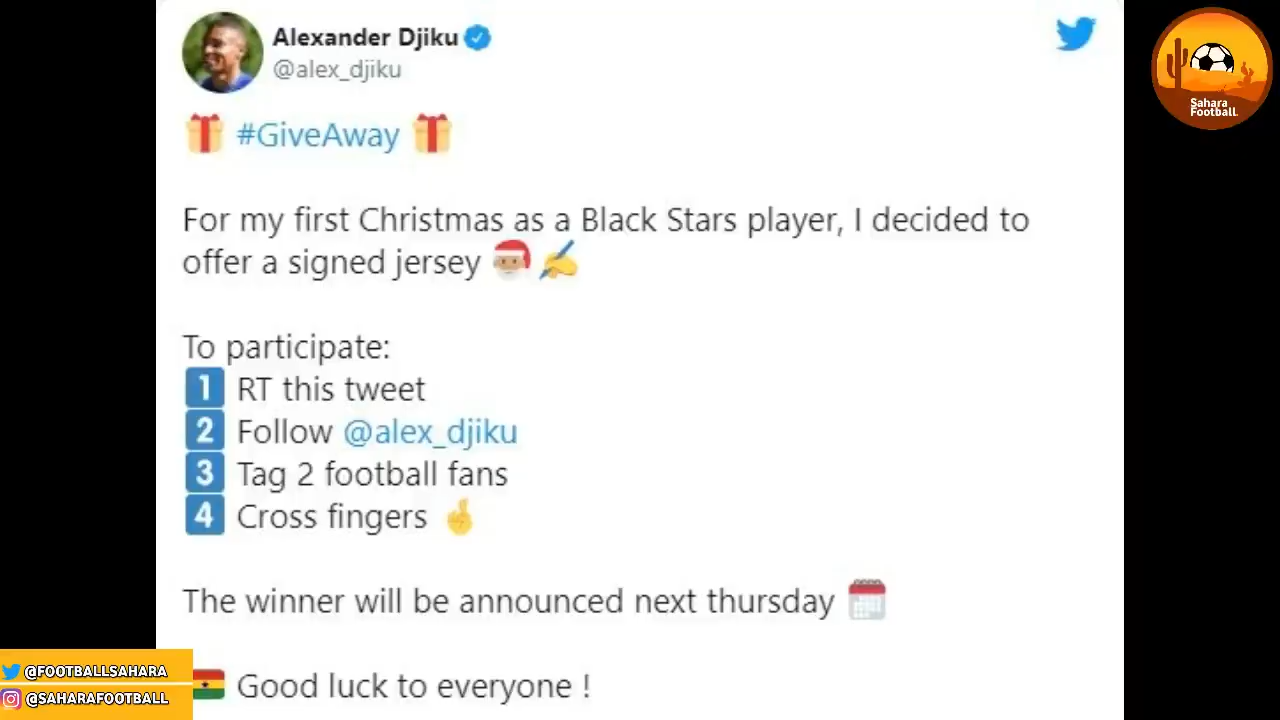 Alexander Djiku
@alex_djiku
#GiveAway
For my first Christmas as a Black Stars player, I decided to
offer a signed jersey
To participate:
1 RT this tweet
2 Follow @alex_djiku
3 Tag 2 football fans
4 Cross fingers
The winner will be announced next thursday
Good luck to everyone !
Sahara
Football.
@FOOTBALLSAHARA
@SAHARAFOOTBALL